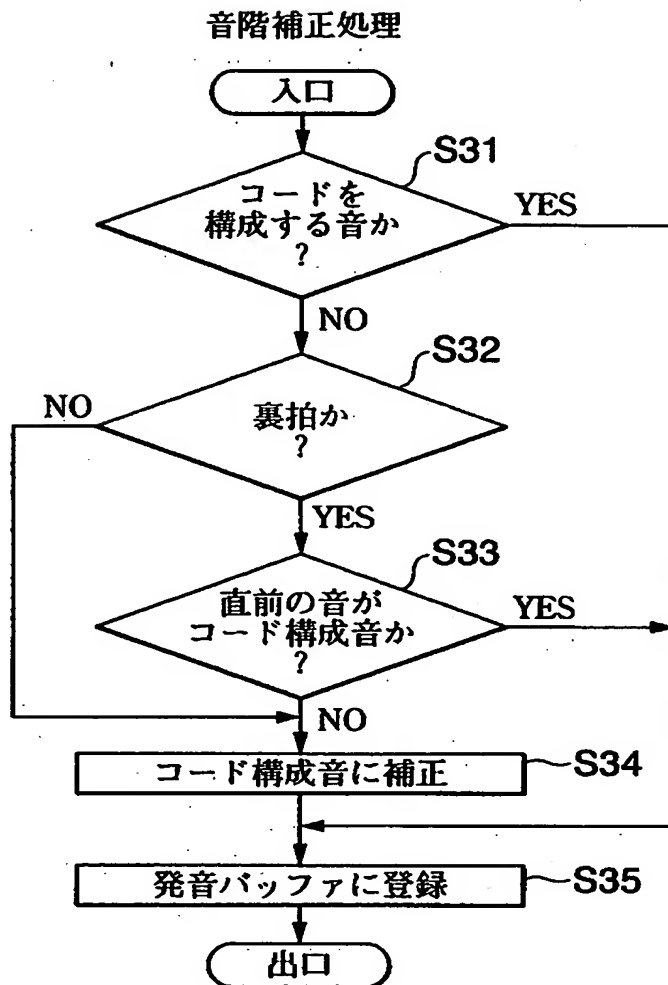 音階補正処理
入口
S31
コードを
構成する音か
?
YES
NO
S32
NO
裏拍か
?
YES
S33
直前の音が
コード構成音か
?
YES
NO
コード構成音に補正
S34
発音バッファに登録
S35
出口